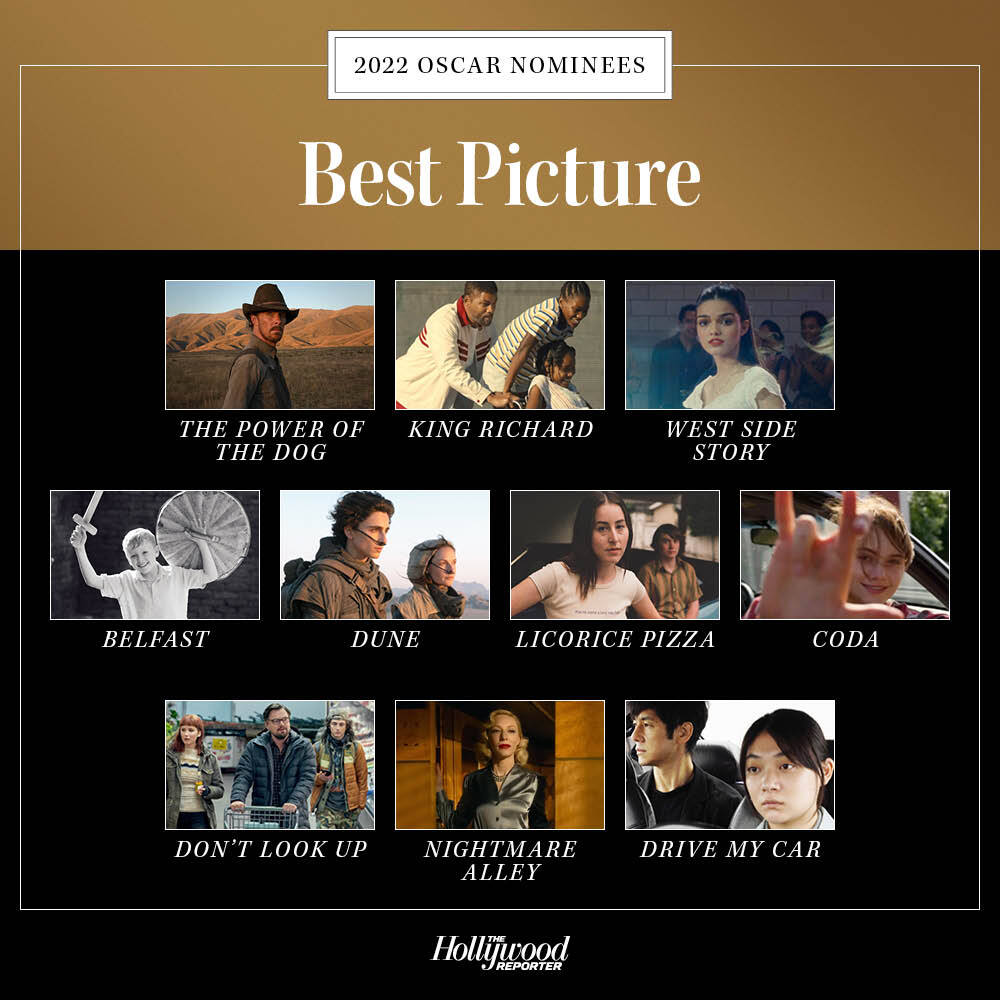 2022 OSCAR NOMINEES
Best Picture
THE POWER OF
THE DOG
KING RICHARD
WEST SIDE
STORY
BELFAST
DUNE
LICORICE PIZZA
CODA
DON'T LOOK UP
NIGHTMARE
ALLEY
DRIVE MY CAR
THE
Hollywood
REPORTER